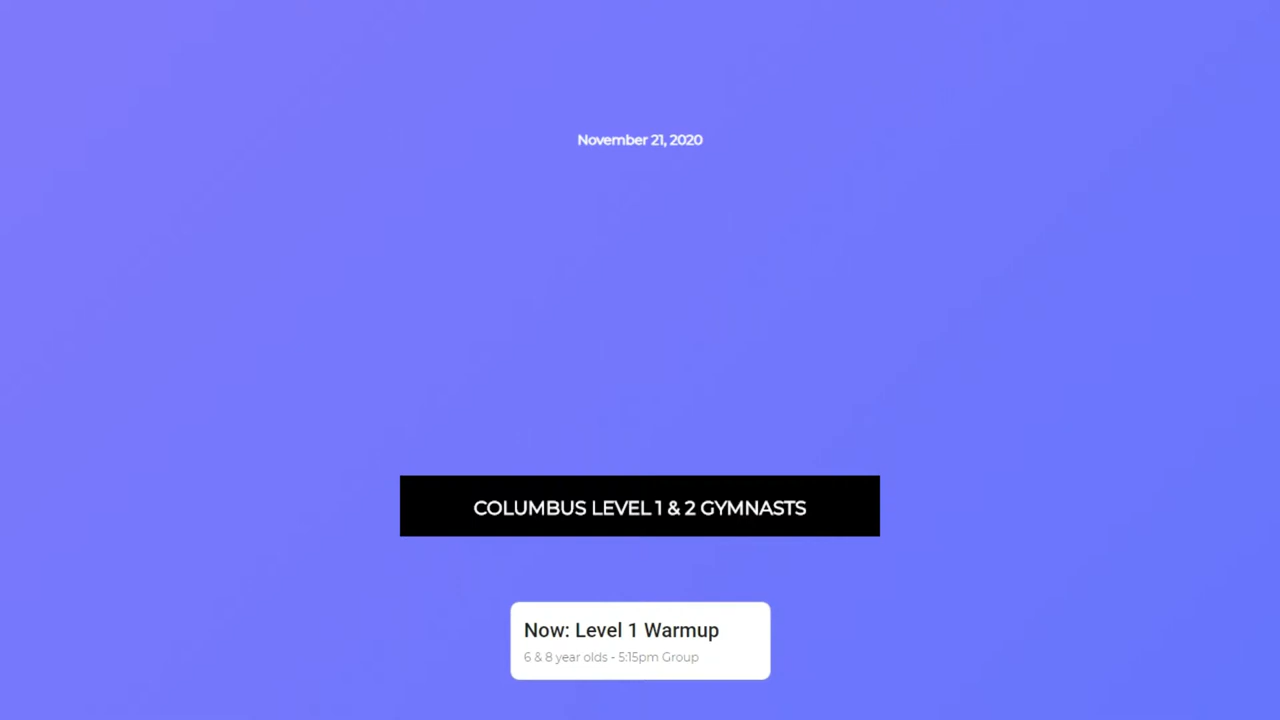 November 21, 2020
COLUMBUS LEVEL 1 & 2 GYMNASTS
Now: Level 1 Warmup
6 & 8 year olds - 5:15pm Group